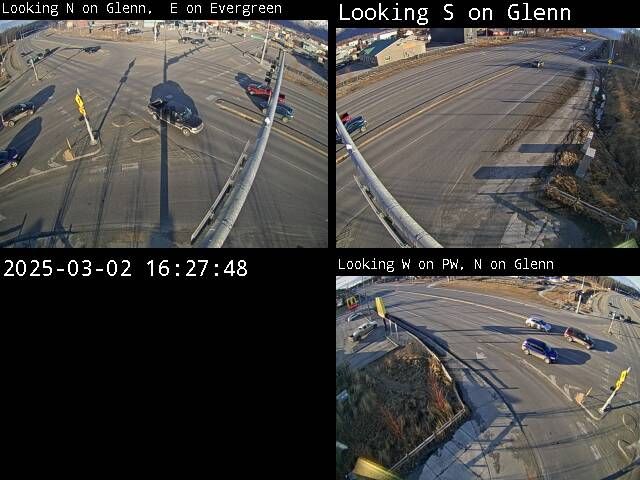 Looking N on Glenn,  E on Evergreen
Looking S on Glenn
2025-03-02 16:27:48
Looking W on PW, N on Glenn